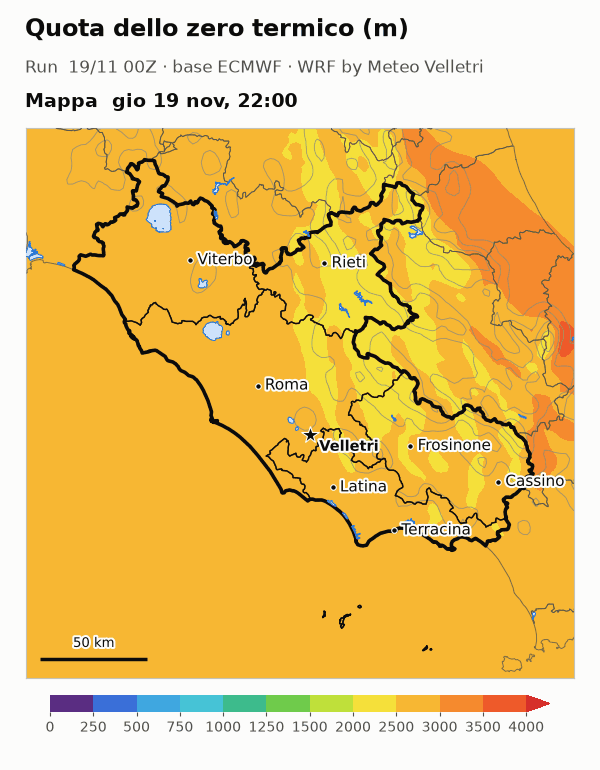 Quota dello zero termico (m)
Run  19/11 00Z · base ECMWF · WRF by Meteo Velletri
Mappa  gio 19 nov, 22:00
Viterbo
Rieti
Roma
Velletri
Frosinone
Cassino
Latina
Terracina
50 km
0 250 500 750 1000 1250 1500 2000 2500 3000 3500 4000